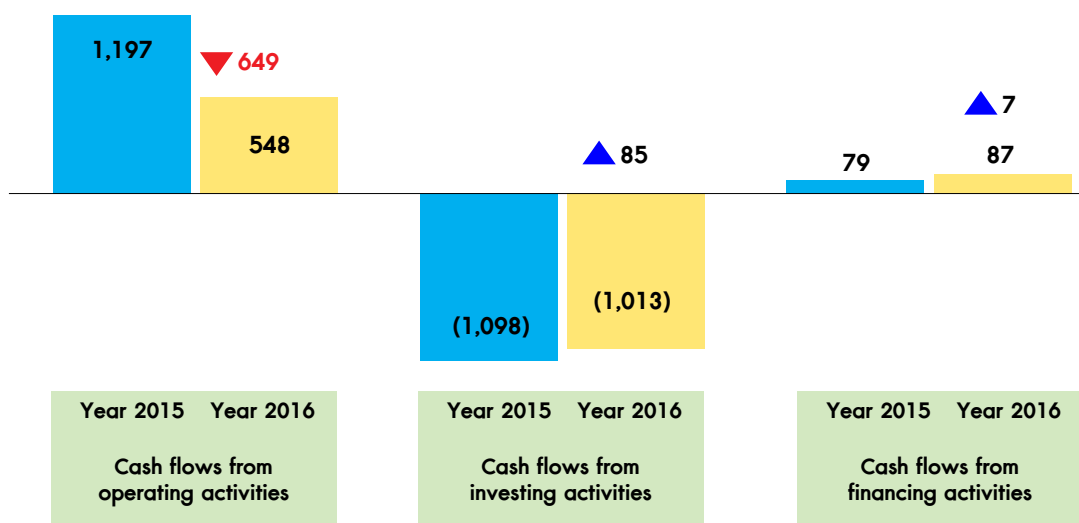 1,197
▼ 649
548
▲ 85
▲ 7
79
87
(1,098)
(1,013)
Year 2015 Year 2016
Cash flows from
operating activities
Year 2015 Year 2016
Cash flows from
investing activities
Year 2015 Year 2016
Cash flows from
financing activities